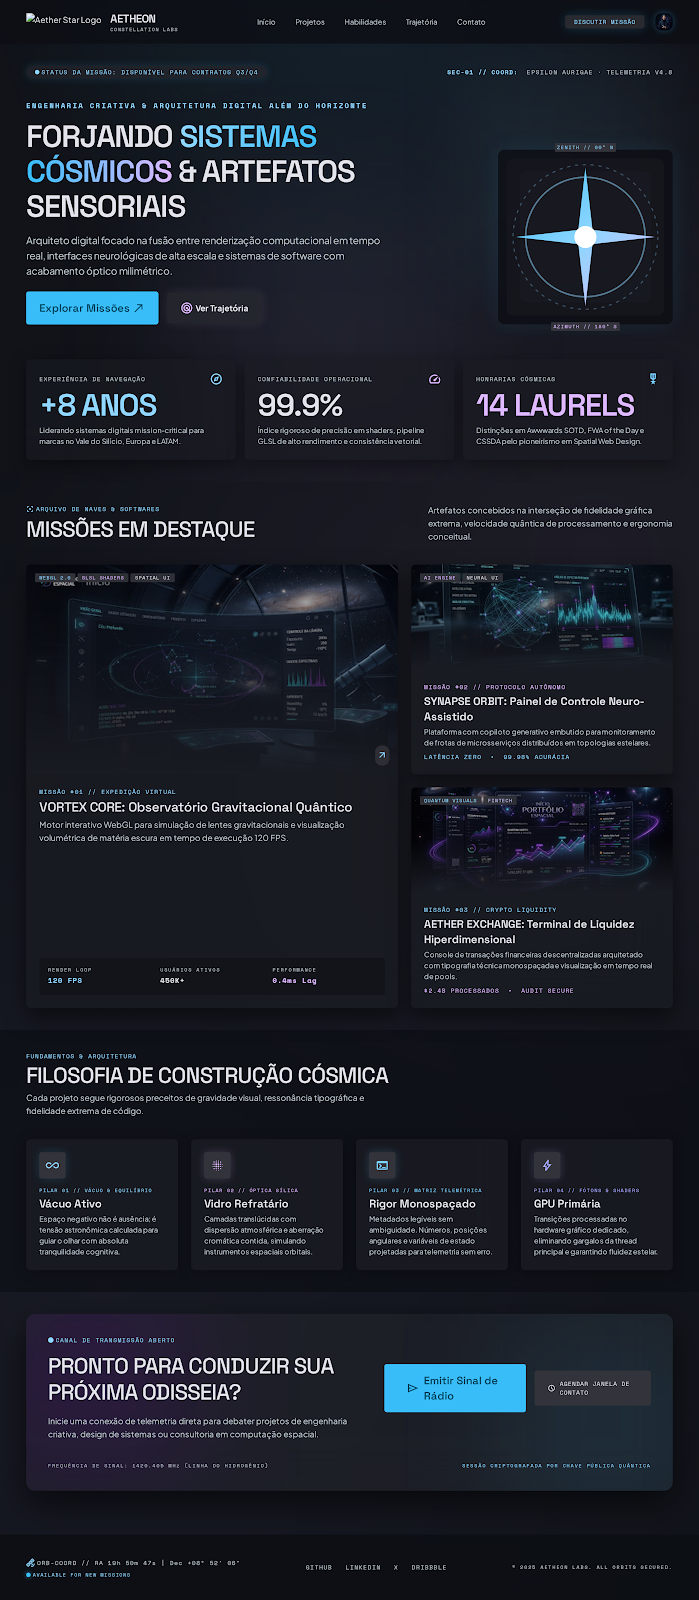 Aether Star Logo
AETHEON
CONSTELLATION LABS
Início
Projetos
Habilidades
Trajetória
Contato
DISCUTIR MISSÃO
STATUS DA MISSÃO: DISPONÍVEL PARA CONTRATOS Q3/Q4
SEC-01 // COORD: EPSILON AURIGAE · TELEMETRIA V4.8
ENGENHARIA CRIATIVA & ARQUITETURA DIGITAL ALÉM DO HORIZONTE
FORJANDO SISTEMAS
CÓSMICOS & ARTEFATOS
SENSORIAIS
Arquiteto digital focado na fusão entre renderização computacional em tempo
real, interfaces neurológicas de alta escala e sistemas de software com
acabamento óptico milimétrico.
Explorar Missões
Ver Trajetória
ZENITH // 90° N
AZIMUTH // 180° S
EXPERIÊNCIA DE NAVEGAÇÃO
+8 ANOS
Liderando sistemas digitais mission-critical para
marcas no Vale do Silício, Europa e LATAM.
CONFIABILIDADE OPERACIONAL
99.9%
Índice rigoroso de precisão em shaders, pipeline
GLSL de alto rendimento e consistência vetorial.
HONRARIAS CÓSMICAS
14 LAURELS
Distinções em Awwwards SOTD, FWA of the Day e
CSSDA pelo pioneirismo em Spatial Web Design.
ARQUIVO DE NAVES & SOFTWARES
MISSÕES EM DESTAQUE
Artefatos concebidos na interseção de fidelidade gráfica
extrema, velocidade quântica de processamento e ergonomia
conceitual.
WEBGL 2.0
GLSL SHADERS
SPATIAL UI
ESPACIAL
Início
MISSÃO #01 // EXPEDIÇÃO VIRTUAL
VORTEX CORE: Observatório Gravitacional Quântico
Motor interativo WebGL para simulação de lentes gravitacionais e visualização
volumétrica de matéria escura em tempo de execução 120 FPS.
RENDER LOOP
120 FPS
USUÁRIOS ATIVOS
450K+
PERFORMANCE
0.4ms Lag
AI ENGINE
NEURAL UI
MISSÃO #02 // PROTOCOLO AUTÔNOMO
SYNAPSE ORBIT: Painel de Controle Neuro-
Assistido
Plataforma com copiloto generativo embutido para monitoramento
de frotas de microsserviços distribuídos em topologias estelares.
LATÊNCIA ZERO • 99.98% ACURÁCIA
QUANTUM VISUALS
FINTECH
INÍCIO
PORTFÓLIO
ESPACIAL
MISSÃO #03 // CRYPTO LIQUIDITY
AETHER EXCHANGE: Terminal de Liquidez
Hiperdimensional
Console de transações financeiras descentralizadas arquitetado
com tipografia técnica monospaçada e visualização em tempo real
de pools.
$2.4B PROCESSADOS • AUDIT SECURE
FUNDAMENTOS & ARQUITETURA
FILOSOFIA DE CONSTRUÇÃO CÓSMICA
Cada projeto segue rigorosos preceitos de gravidade visual, ressonância tipográfica e
fidelidade extrema de código.
PILAR 01 // VÁCUO & EQUILÍBRIO
Vácuo Ativo
Espaço negativo não é ausência; é
tensão astronômica calculada para
guiar o olhar com absoluta
tranquilidade cognitiva.
PILAR 02 // ÓPTICA SÍLICA
Vidro Refratário
Camadas translúcidas com
dispersão atmosférica e aberração
cromática contida, simulando
instrumentos espaciais orbitais.
PILAR 03 // MATRIZ TELEMÉTRICA
Rigor Monospaçado
Metadados legíveis sem
ambiguidade. Números, posições
angulares e variáveis de estado
projetadas para telemetria sem erro.
PILAR 04 // FÓTONS & SHADERS
GPU Primária
Transições processadas no
hardware gráfico dedicado,
eliminando gargalos da thread
principal e garantindo fluidez estelar.
CANAL DE TRANSMISSÃO ABERTO
PRONTO PARA CONDUZIR SUA
PRÓXIMA ODISSEIA?
Inicie uma conexão de telemetria direta para debater projetos de engenharia
criativa, design de sistemas ou consultoria em computação espacial.
Emitir Sinal de
Rádio
AGENDAR JANELA DE
CONTATO
FREQUÊNCIA DE SINAL: 1420.405 MHz (LINHA DO HIDROGÊNIO)
SESSÃO CRIPTOGRAFADA POR CHAVE PÚBLICA QUÂNTICA
ORB-COORD // RA 19h 50m 47s | Dec +08° 52' 06"
AVAILABLE FOR NEW MISSIONS
GITHUB
LINKEDIN
X
DRIBBBLE
© 2025 AETHEON LABS. ALL ORBITS SECURED.